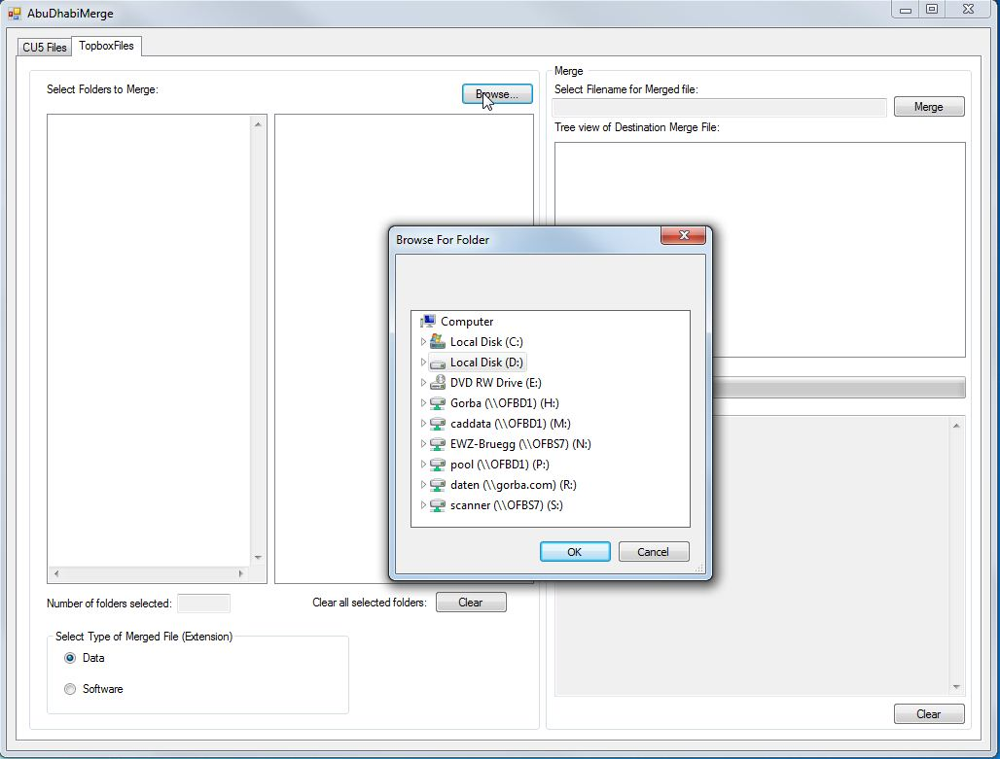 AbuDhabiMerge
CU5 Files
TopboxFiles
Select Folders to Merge:
Browse...
Merge
Select Filename for Merged file:
Merge
Tree view of Destination Merge File:
Browse For Folder
Computer
Local Disk (C:)
Local Disk (D:)
DVD RW Drive (E:)
Gorba (\\OFBD1) (H:)
caddata (\\OFBD1) (M:)
EWZ-Bruegg (\\OFBS7) (N:)
pool (\\OFBD1) (P:)
daten (\\gorba.com) (R:)
scanner (\\OFBS7) (S:)
OK
Cancel
Number of folders selected:
Clear all selected folders:
Clear
Select Type of Merged File (Extension)
Data
Software
Clear